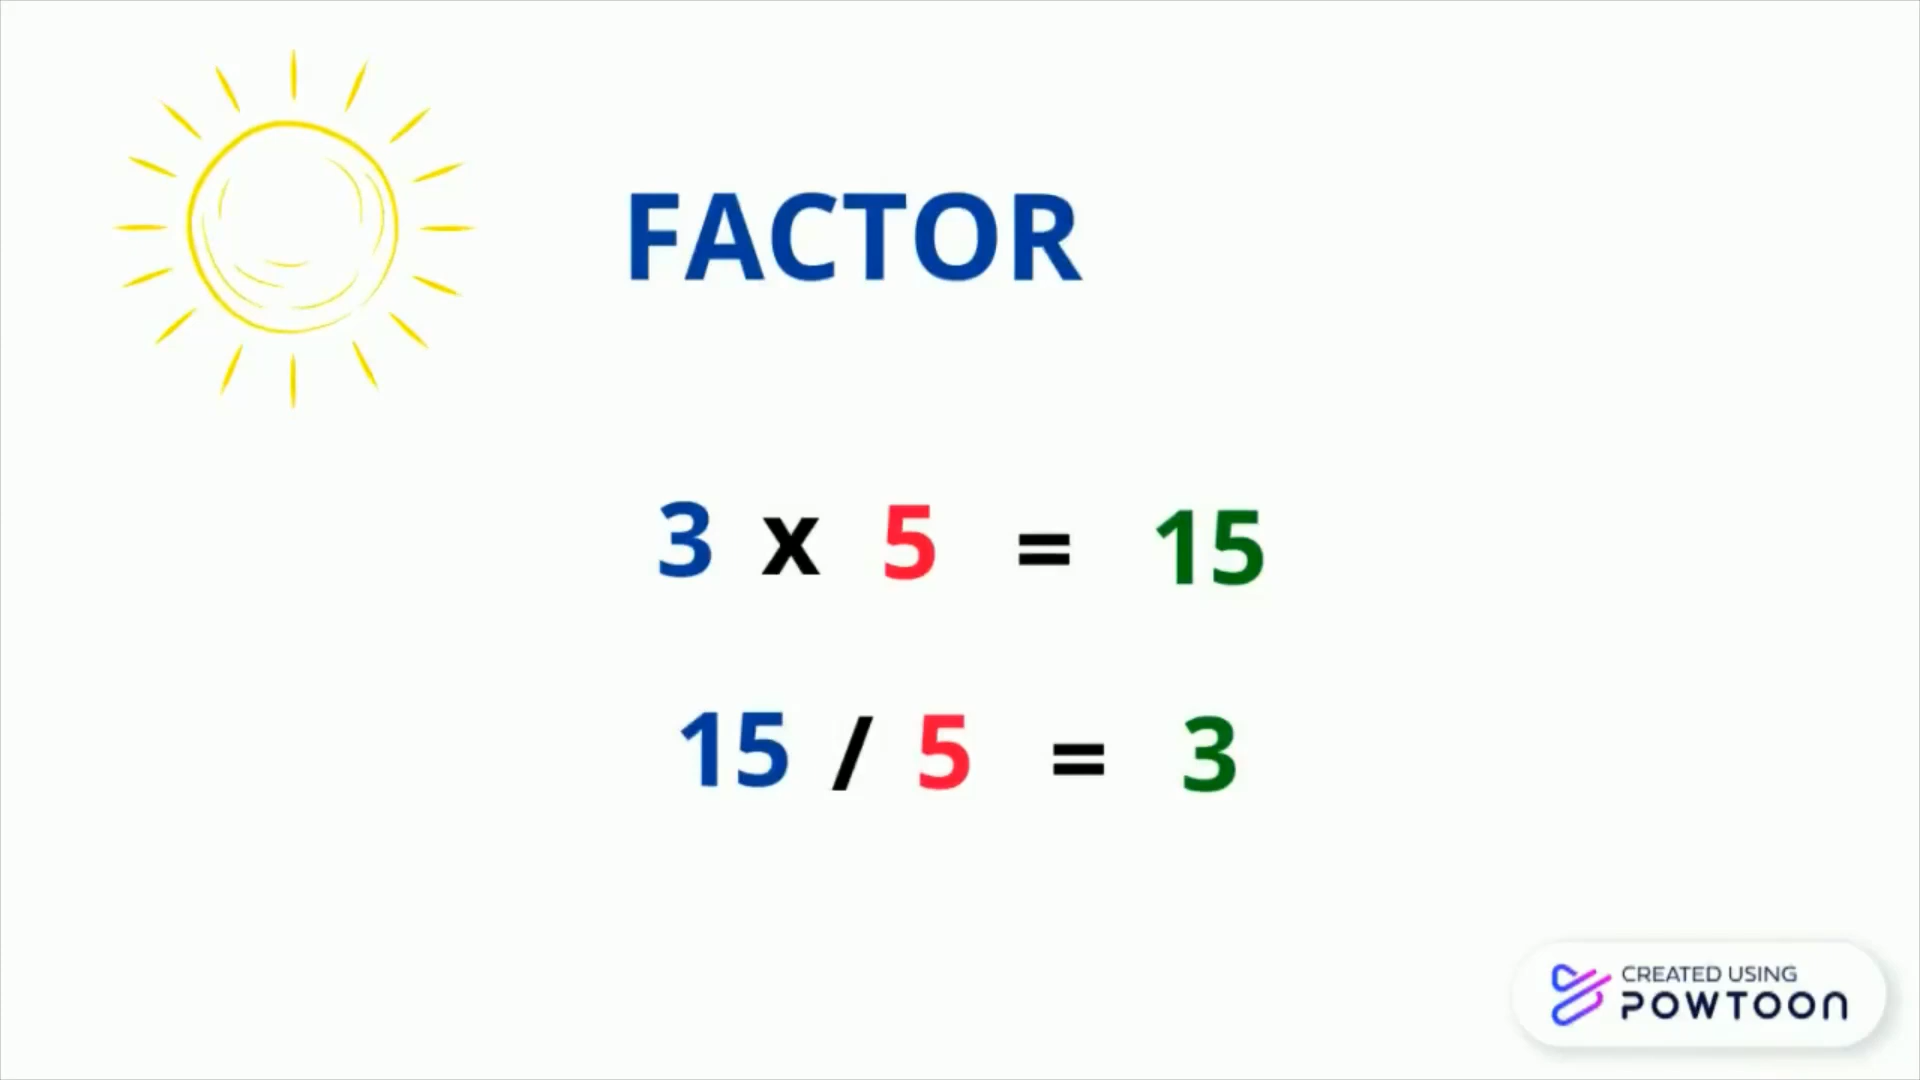 FACTOR
3 x 5 = 15
15 / 5 = 3
CREATED USING
POWTOON